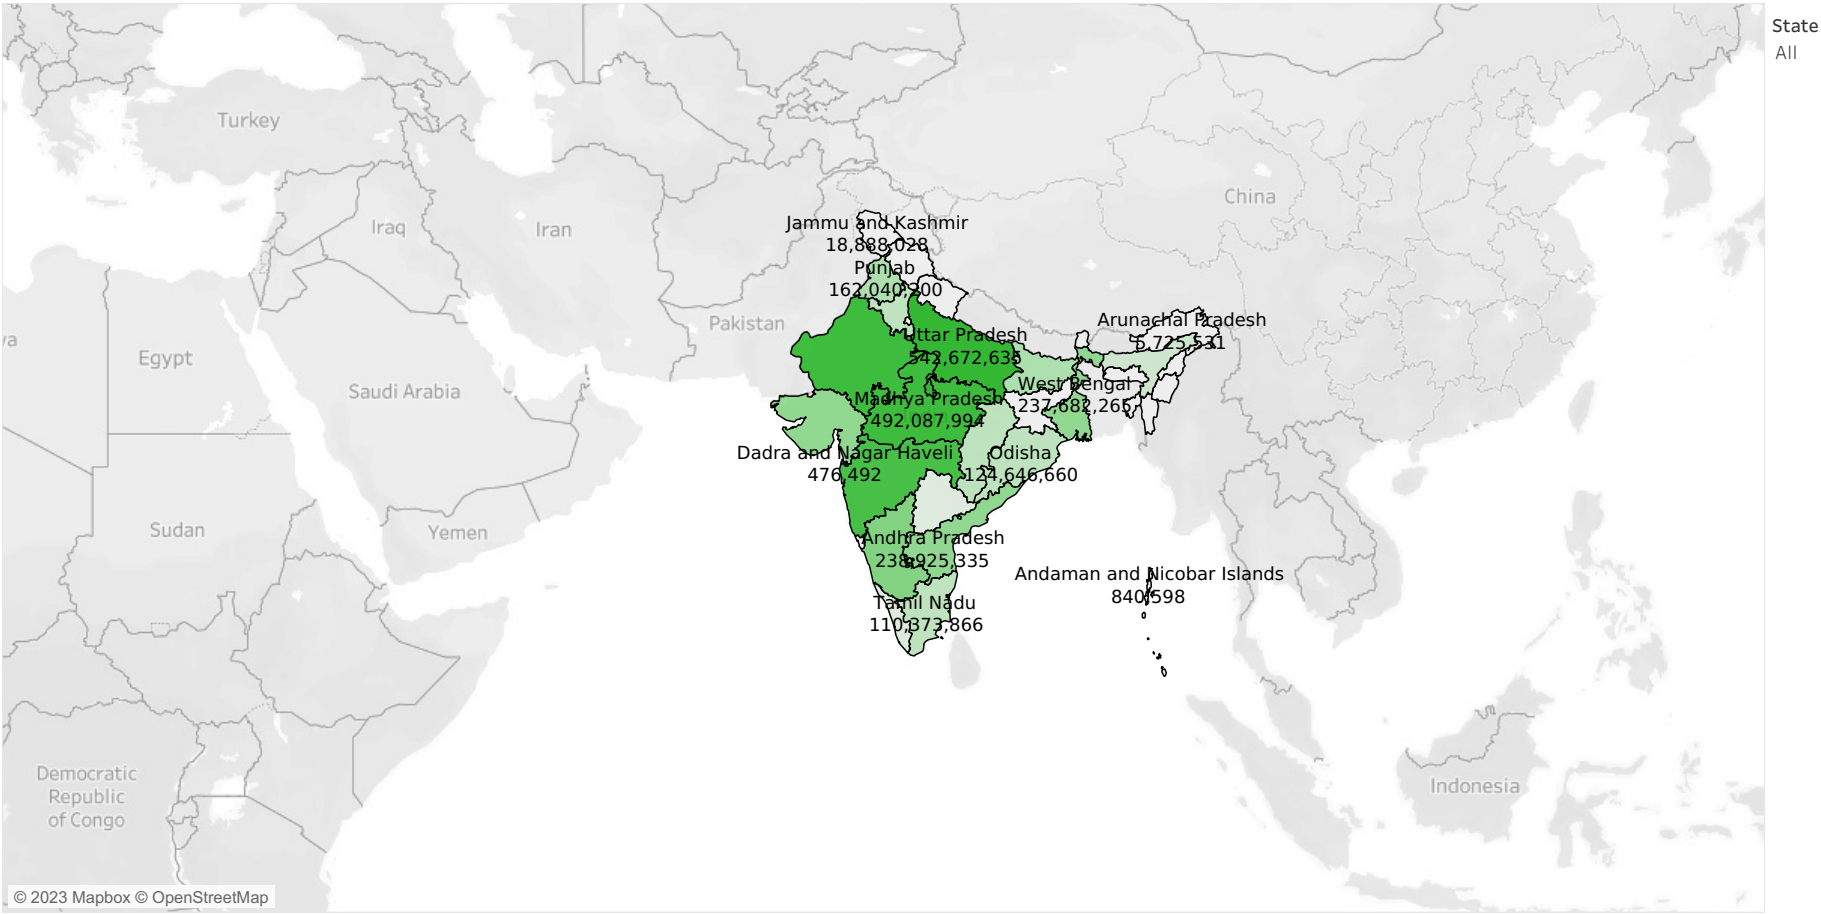 State
All
Turkey
China
Iraq
Iran
Jammu and Kashmir
18,888,028
Punjab
162,040,200
Pakistan
Arunachal Pradesh
5,725,531
ya
Egypt
Uttar Pradesh
542,672,635
Saudi Arabia
West Bengal
237,682,265
Madhya Pradesh
492,087,994
Dadra and Nagar Haveli
476,492
Odisha
124,646,660
Sudan
Yemen
Andhra Pradesh
238,925,335
Andaman and Nicobar Islands
840,598
Tamil Nadu
110,373,866
Democratic
Republic
of Congo
Indonesia
© 2023 Mapbox © OpenStreetMap